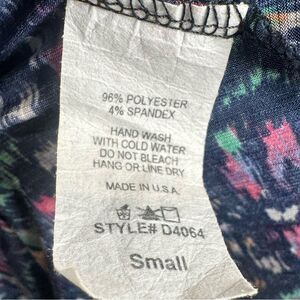 96% POLYESTER
4% SPANDEX
HAND WASH
WITH COLD WATER
DO NOT BLEACH
HANG OR LINE DRY
MADE IN U.S.A.
STYLE# D4064
Small